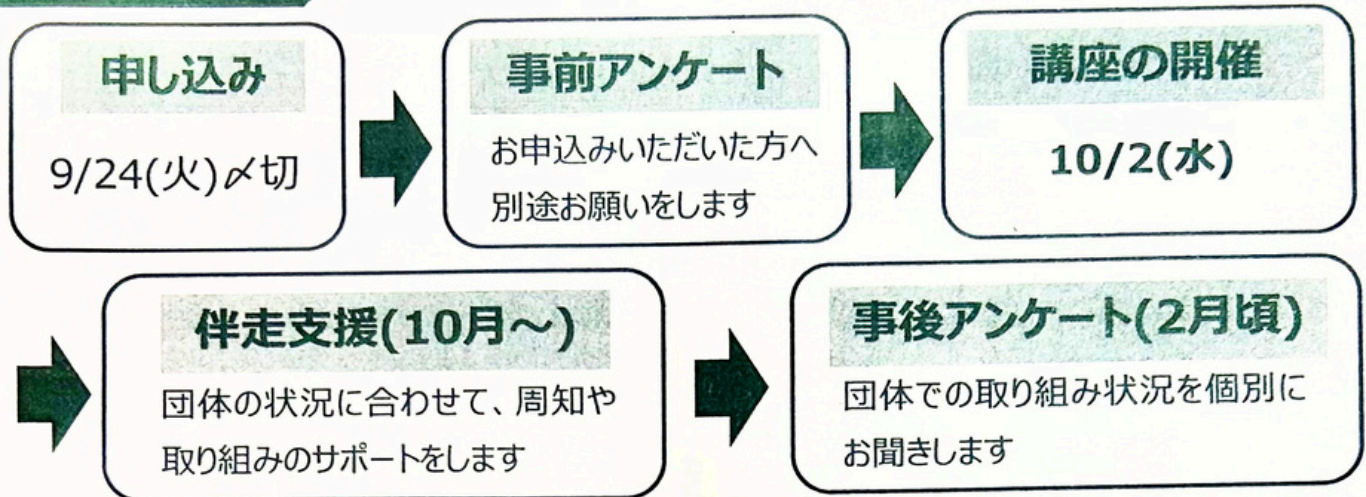 申し込み
9/24(火)〆切
事前アンケート
お申込みいただいた方へ
別途お願いをします
講座の開催
10/2(水)
伴走支援(10月~)
団体の状況に合わせて、周知や
取り組みのサポートをします
事後アンケート(2月頃)
団体での取り組み状況を個別に
お聞きします